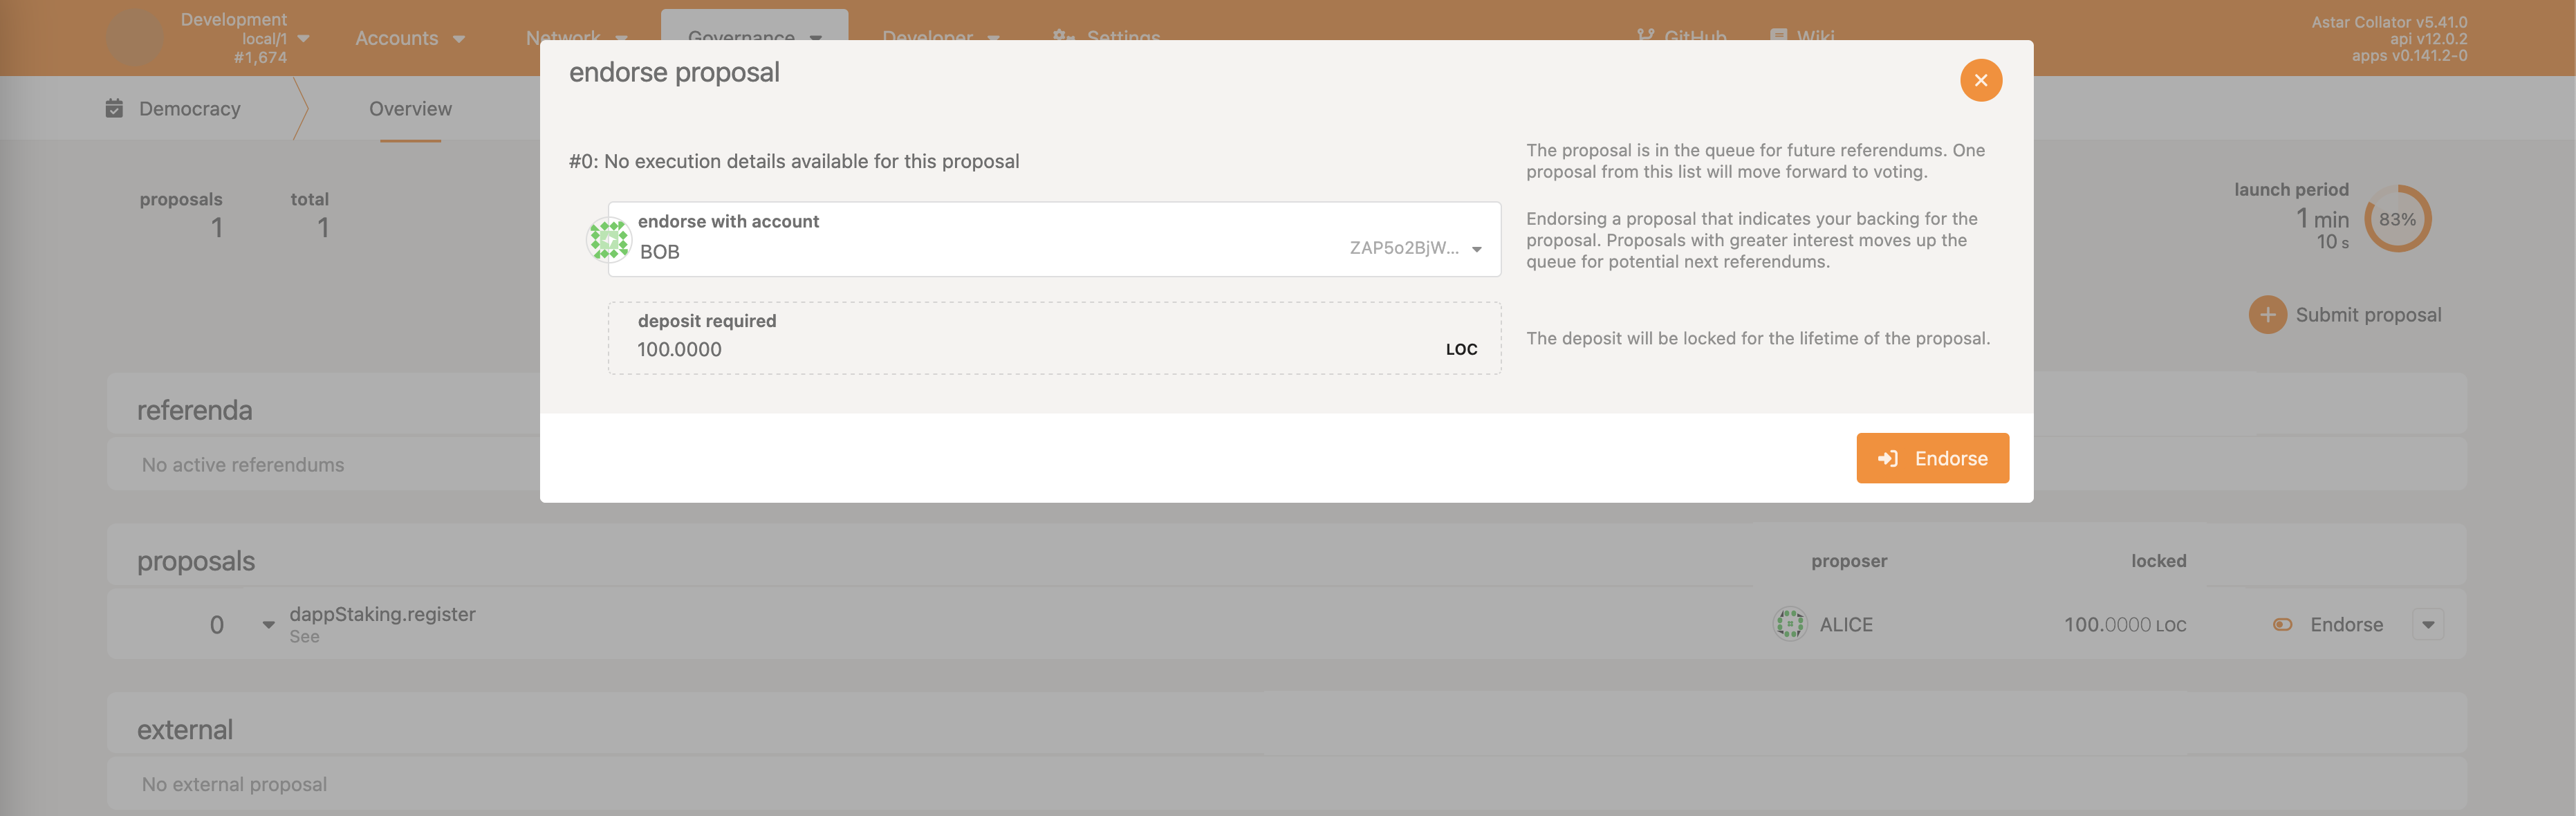 Development
local/1
#1,674
Accounts
Network
Governance
Developer
Settings
GitHub
Wiki
Astar Collator v5.41.0
api v12.0.2
apps v0.141.2-0
Democracy
Overview
proposals
1
total
1
launch period
1 min
10 s
83%
Submit proposal
endorse proposal
#0: No execution details available for this proposal
endorse with account
BOB
ZAP5o2BjW...
deposit required
100.0000
LOC
The proposal is in the queue for future referendums. One
proposal from this list will move forward to voting.
Endorsing a proposal that indicates your backing for the
proposal. Proposals with greater interest moves up the
queue for potential next referendums.
The deposit will be locked for the lifetime of the proposal.
Endorse
referenda
No active referendums
proposals
proposer
locked
0
dappStaking.register
See
ALICE
100.0000 LOC
Endorse
external
No external proposal